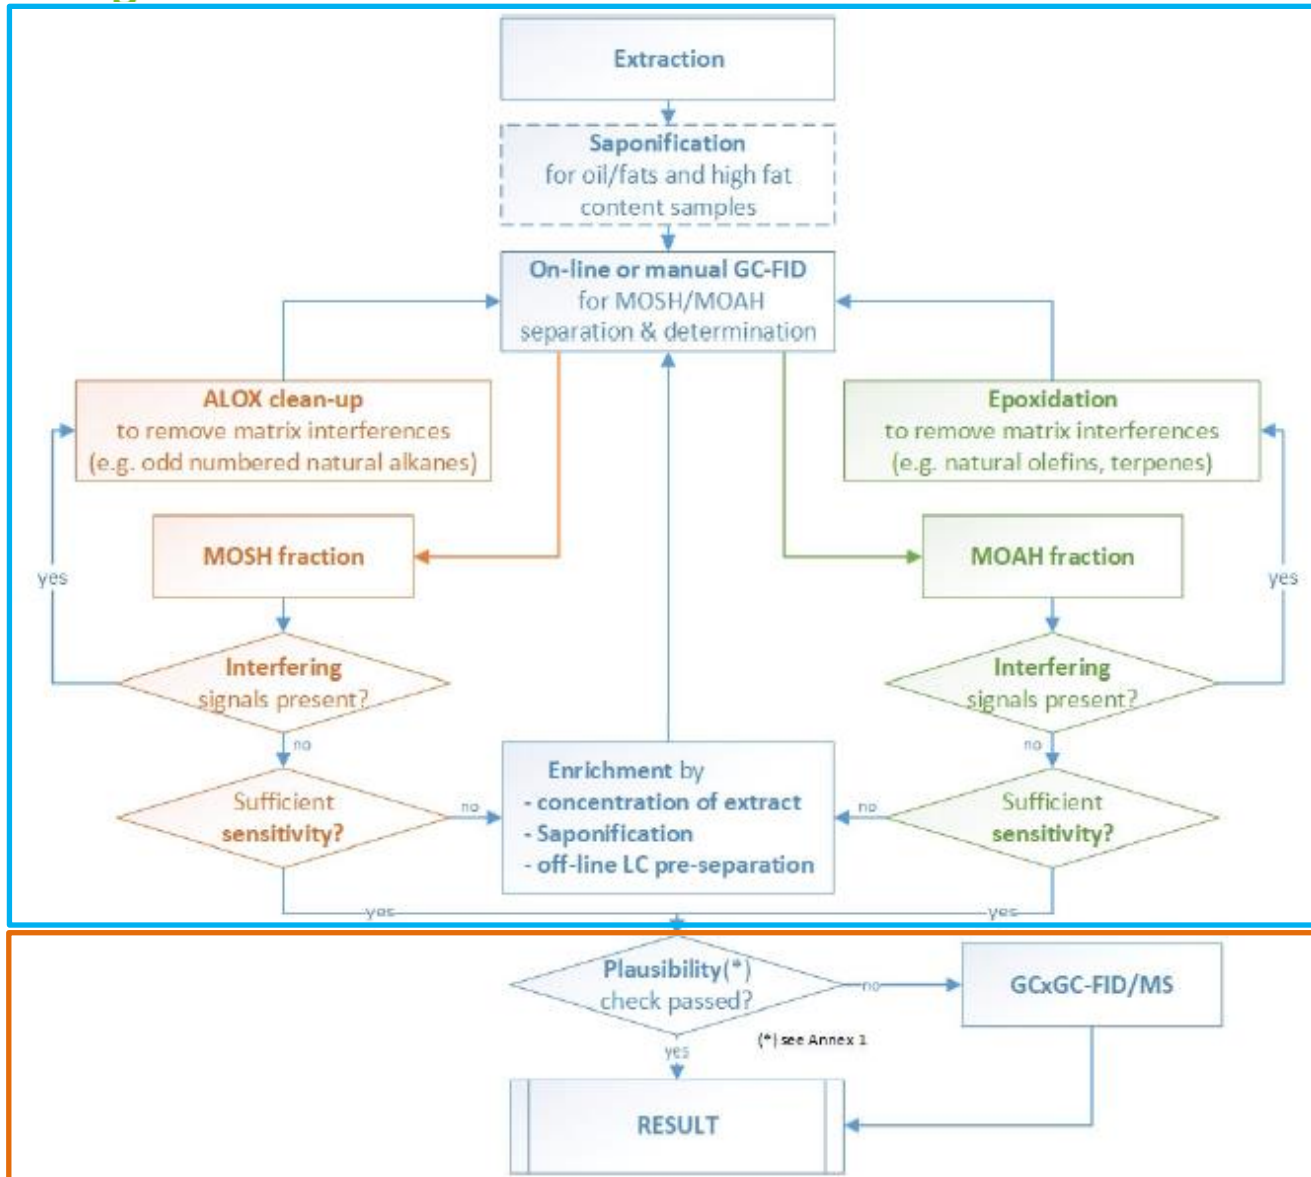 Extraction
Saponification
for oil/fats and high fat
content samples
On-line or manual GC-FID
for MOSH/MOAH
separation & determination
ALOX clean-up
to remove matrix interferences
(e.g. odd numbered natural alkanes)
Epoxidation
to remove matrix interferences
(e.g. natural olefins, terpenes)
MOSH fraction
MOAH fraction
yes
yes
Interfering
signals present?
Interfering
signals present?
no
no
Sufficient
sensitivity?
no
Enrichment by
- concentration of extract
- Saponification
- off-line LC pre-separation
no
Sufficient
sensitivity?
yes
yes
Plausibility(*)
check passed?
no
GCxGC-FID/MS
(*) see Annex 1
yes
RESULT